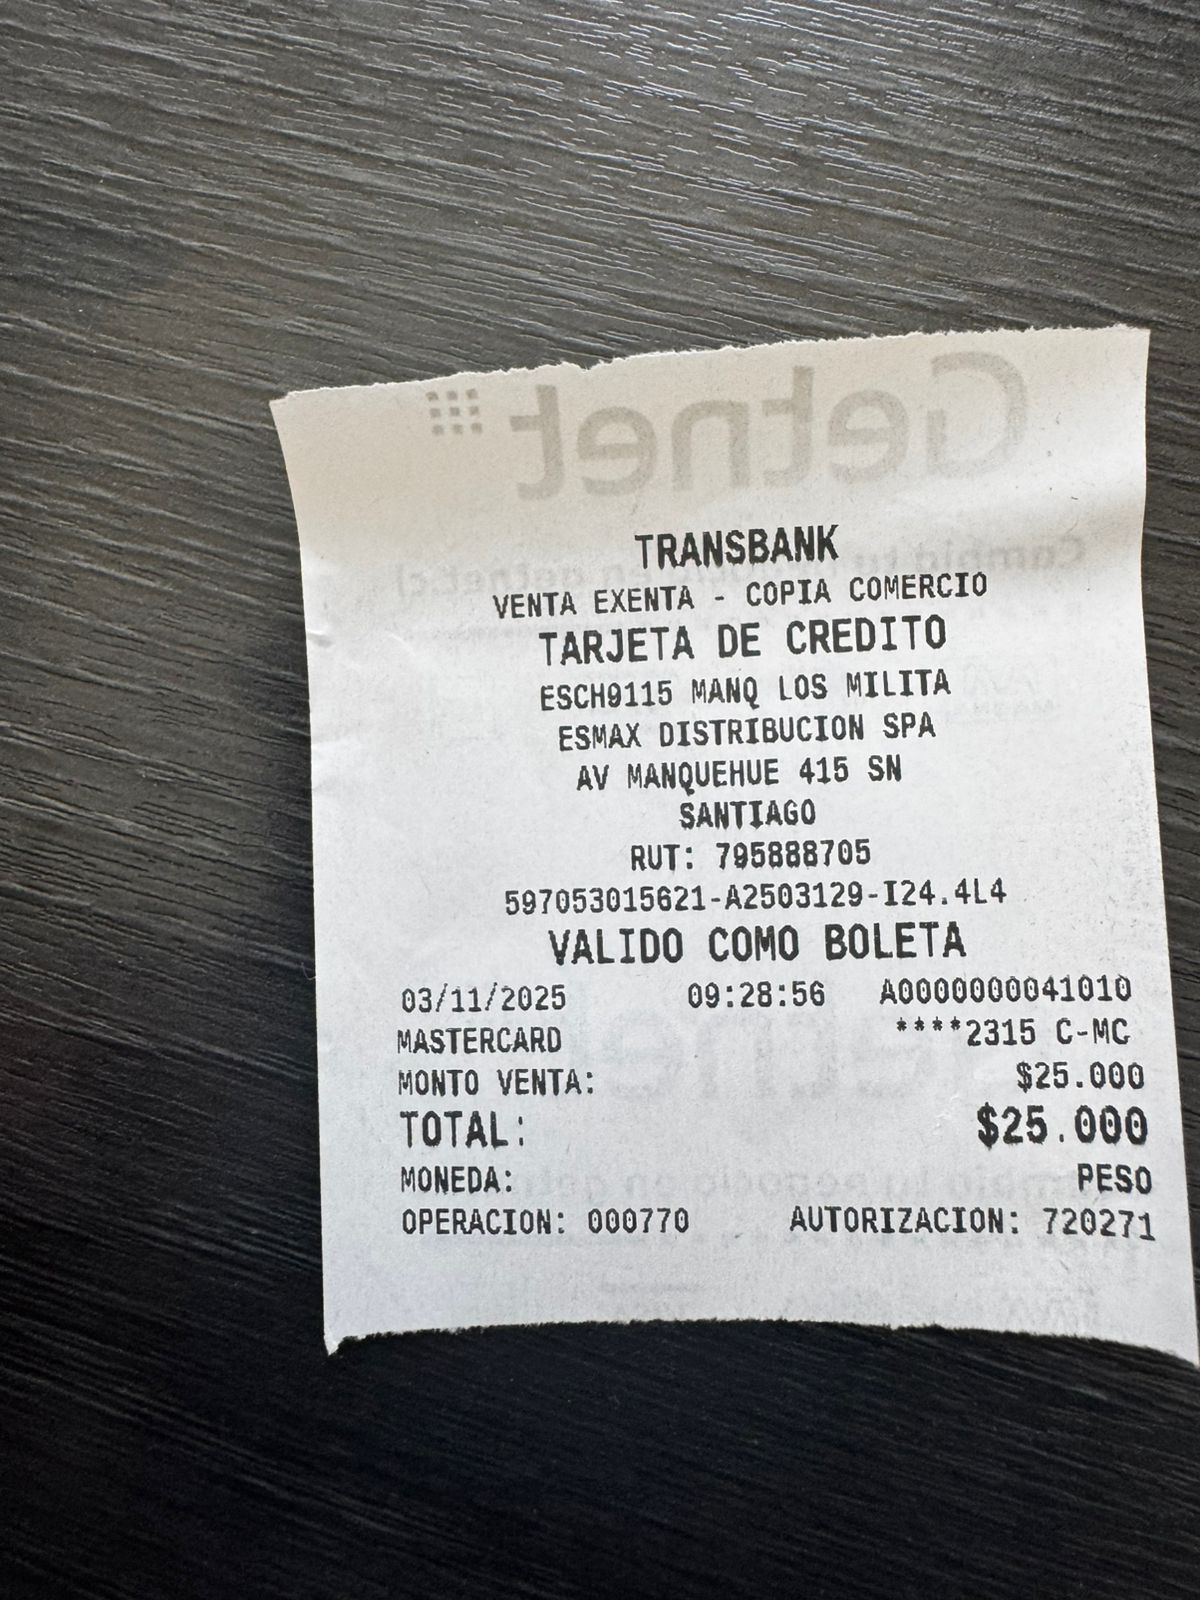 Getnet
TRANSBANK
VENTA EXENTA - COPIA COMERCIO
TARJETA DE CREDITO
ESCH9115 MANQ LOS MILITA
ESMAX DISTRIBUCION SPA
AV MANQUEHUE 415 SN
SANTIAGO
RUT: 795888705
597053015621-A2503129-I24.4L4
VALIDO COMO BOLETA
03/11/2025 09:28:56 A0000000041010
MASTERCARD ****2315 C-MC
MONTO VENTA: $25.000
TOTAL: $25.000
MONEDA: PESO
OPERACION: 000770 AUTORIZACION: 720271